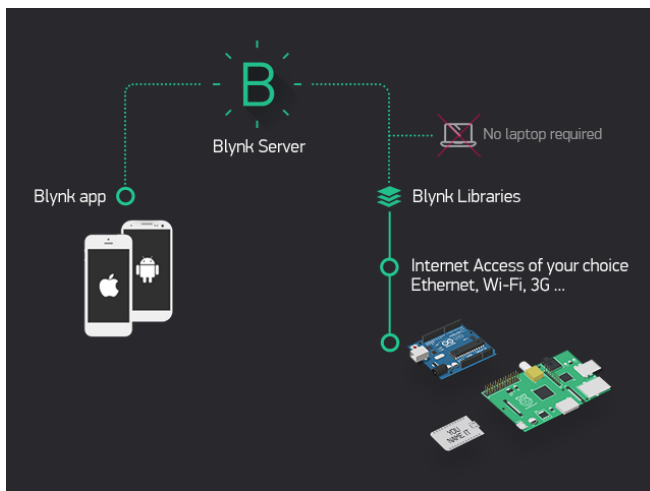 B
Blynk Server
No laptop required
Blynk app
Blynk Libraries
Internet Access of your choice
Ethernet, Wi-Fi, 3G ...
YOU
NAME IT